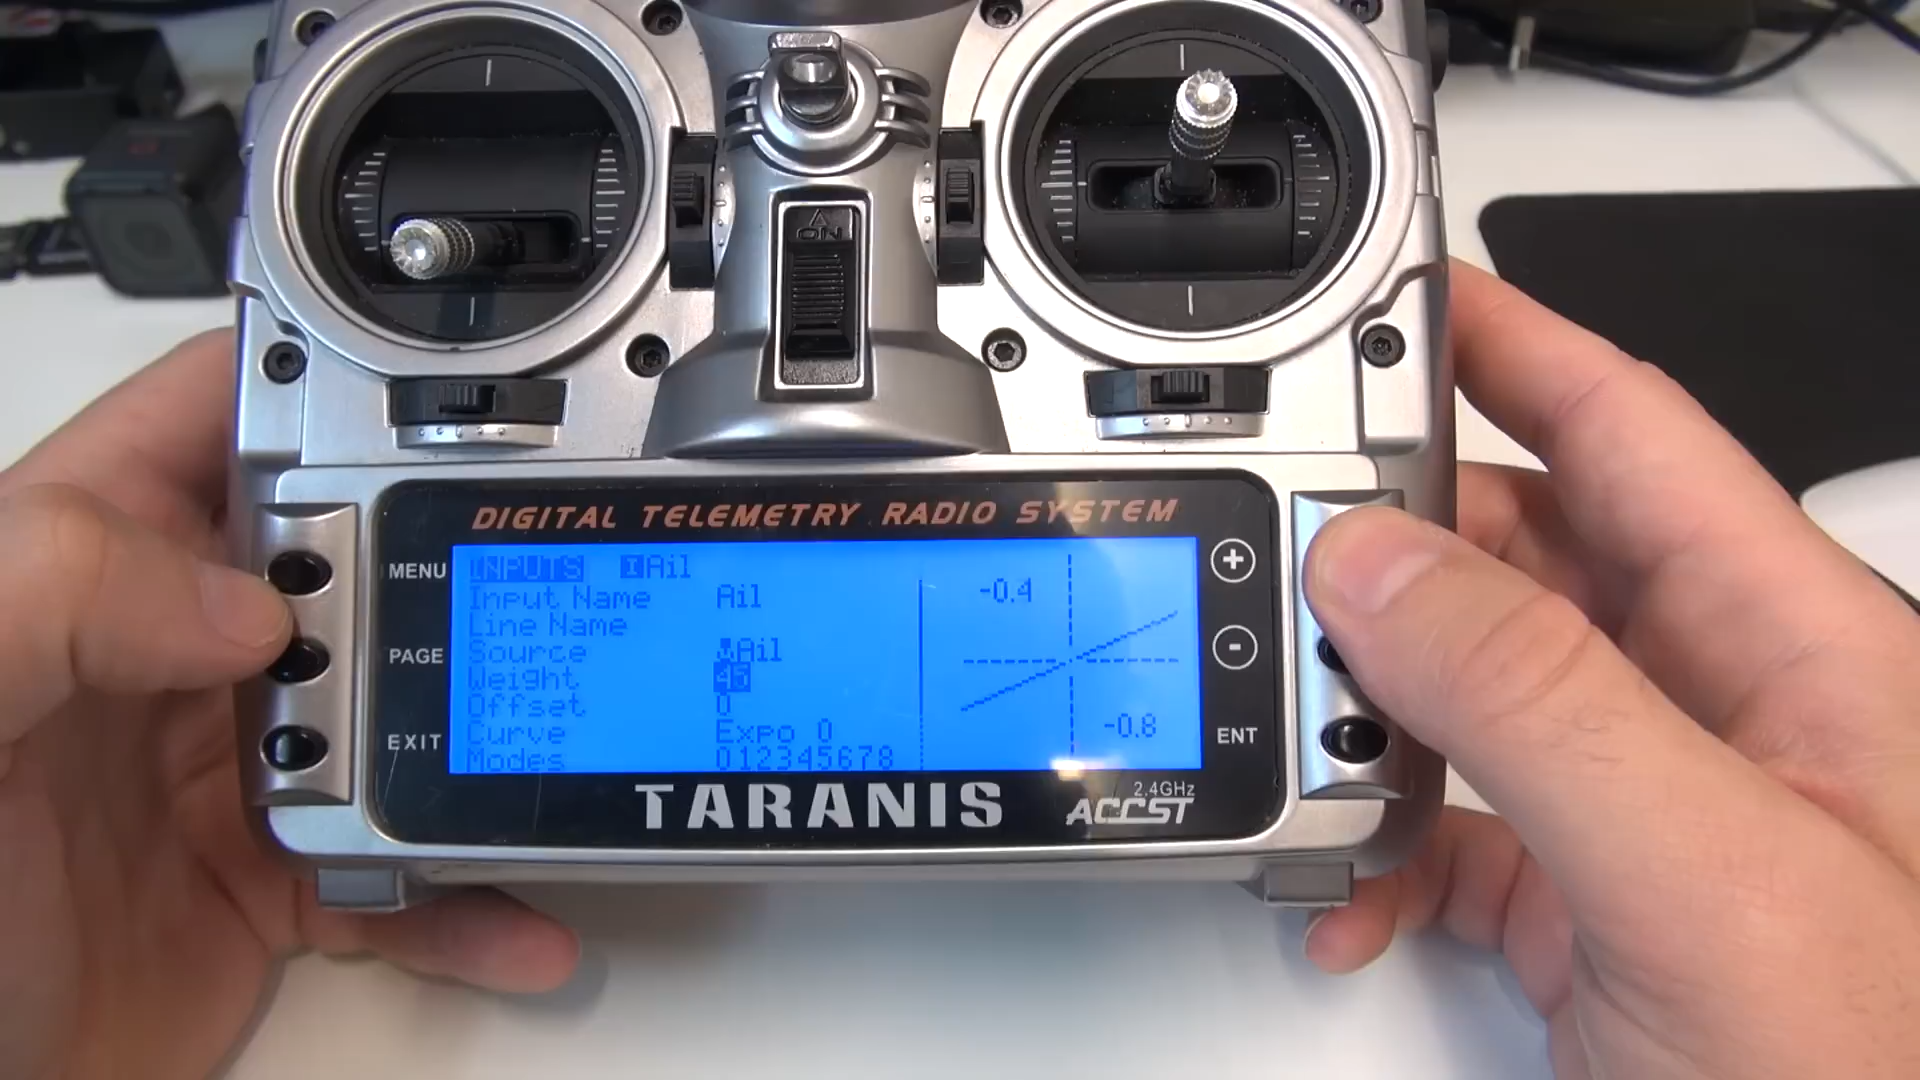 ON
DIGITAL TELEMETRY RADIO SYSTEM
MENU
PAGE
EXIT
INPUTS IAil
Input Name Ail
Line Name
Source Ail
Weight 45
Offset 0
Curve Expo 0
Modes 012345678
-0.4
-0.8
+
-
ENT
TARANIS
2.4GHz
ACCST